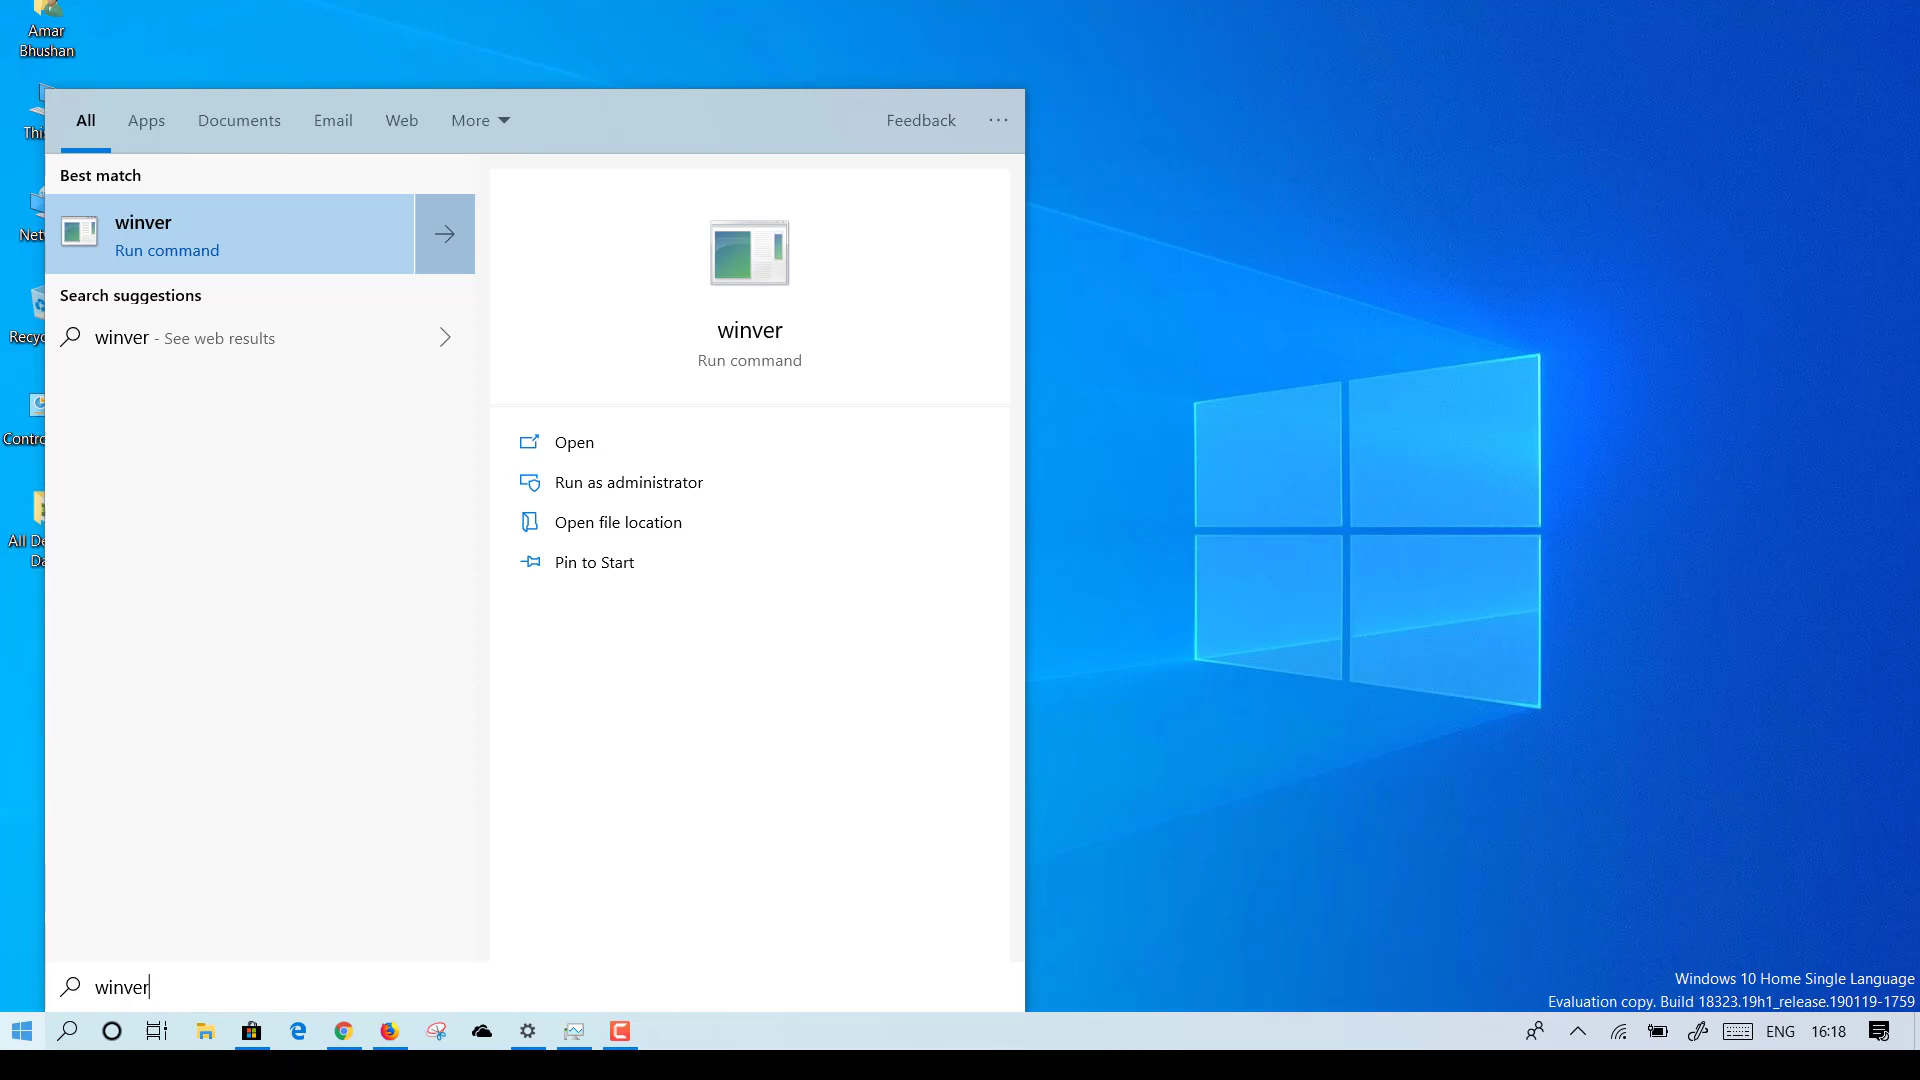 Amar
Bhushan
All Apps Documents Email Web More Feedback
Best match
winver
Run command
Search suggestions
winver - See web results
winver
Run command
Open
Run as administrator
Open file location
Pin to Start
winver
Windows 10 Home Single Language
Evaluation copy. Build 18323.19h1_release.190119-1759
ENG 16:18